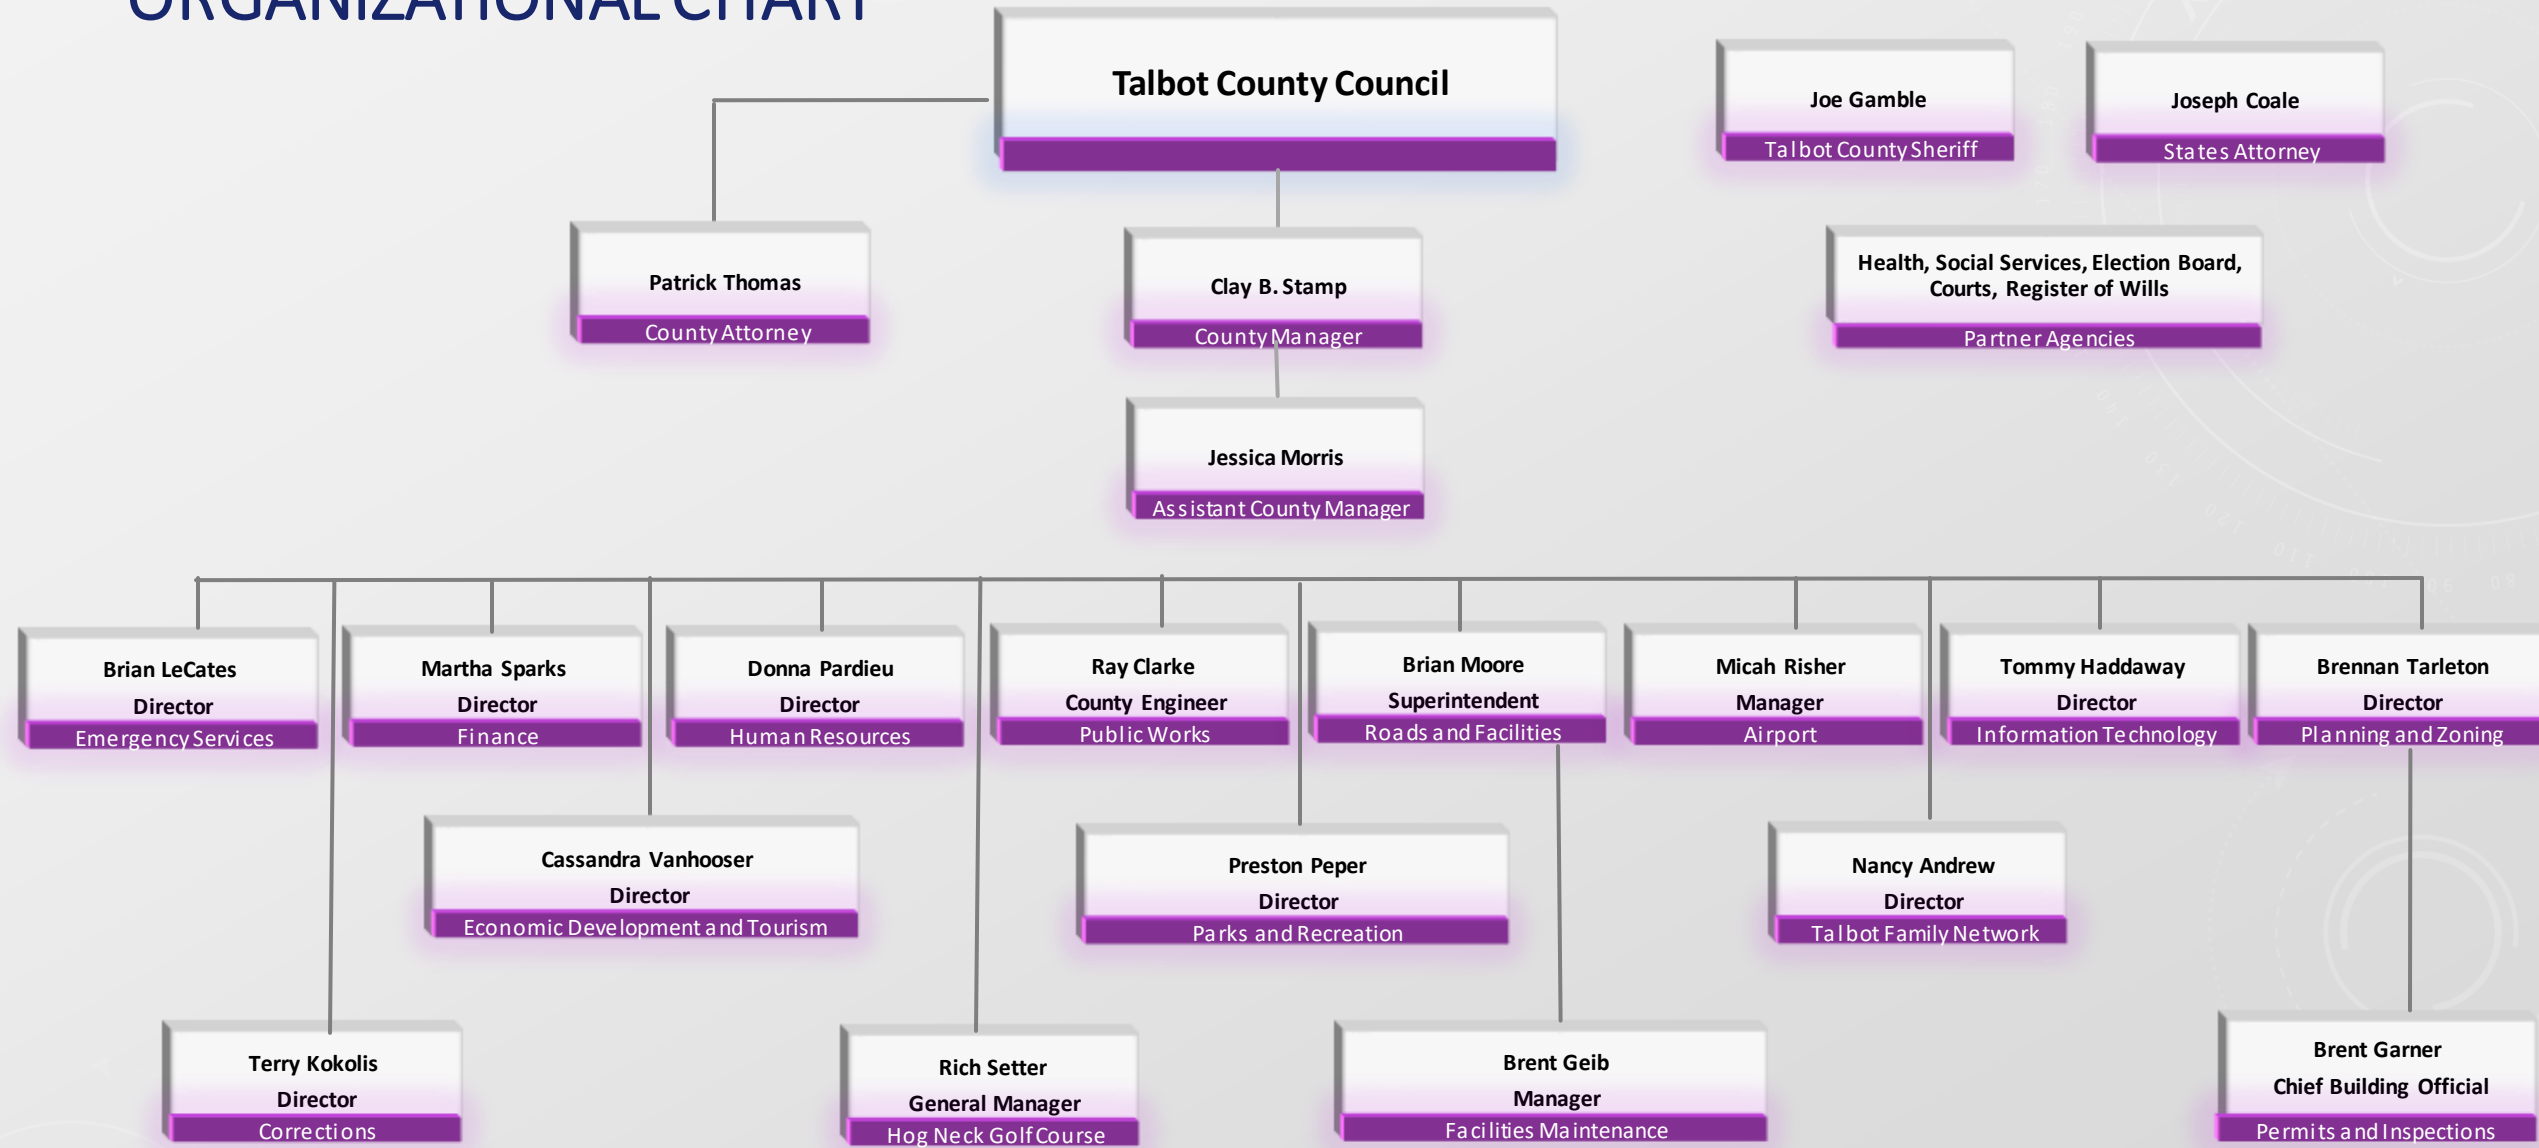 ORGANIZATIONAL CHART
Talbot County Council
Joe Gamble
Talbot County Sheriff
Joseph Coale
States Attorney
Patrick Thomas
County Attorney
Clay B. Stamp
County Manager
Health, Social Services, Election Board,
Courts, Register of Wills
Partner Agencies
Jessica Morris
Assistant County Manager
Brian LeCates
Director
Emergency Services
Martha Sparks
Director
Finance
Donna Pardieu
Director
Human Resources
Ray Clarke
County Engineer
Public Works
Brian Moore
Superintendent
Roads and Facilities
Micah Risher
Manager
Airport
Tommy Haddaway
Director
Information Technology
Brennan Tarleton
Director
Planning and Zoning
Cassandra Vanhooser
Director
Economic Development and Tourism
Preston Peper
Director
Parks and Recreation
Nancy Andrew
Director
Talbot Family Network
Terry Kokolis
Director
Corrections
Rich Setter
General Manager
Hog Neck Golf Course
Brent Geib
Manager
Facilities Maintenance
Brent Garner
Chief Building Official
Permits and Inspections